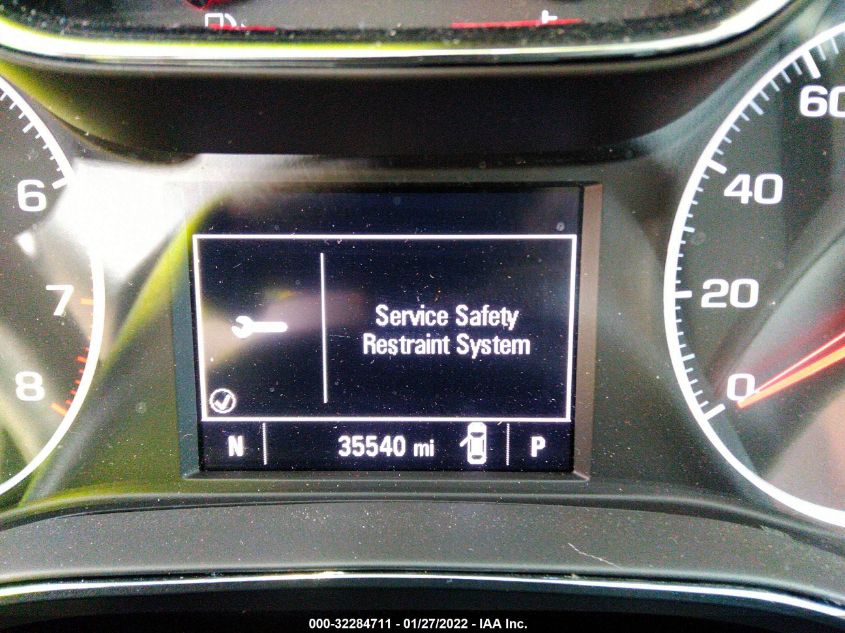 6
7
8
60
40
20
0
Service Safety
Restraint System
N 35540 mi P
000-32284711 - 01/27/2022 - IAA Inc.